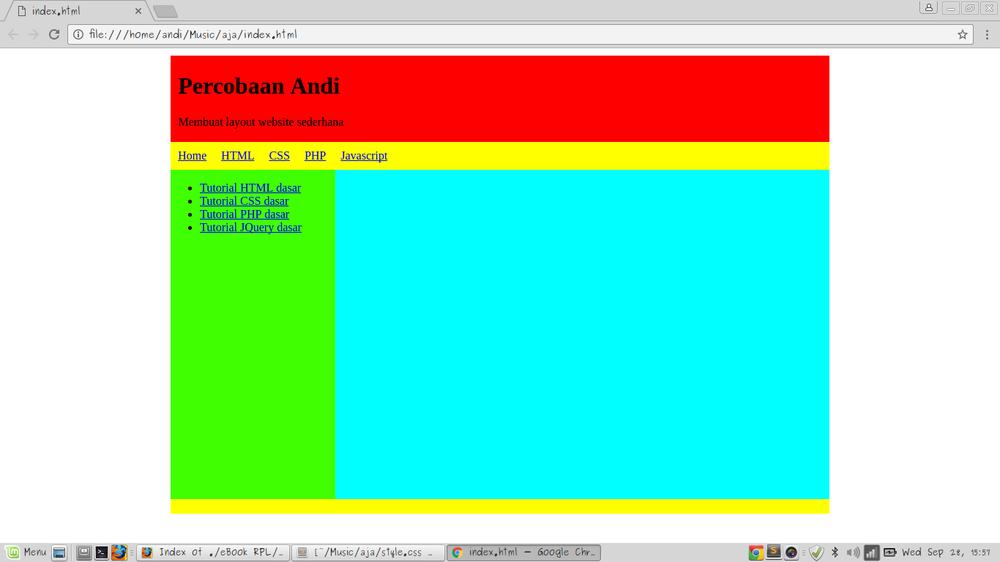 index.html
file:///home/andi/Music/aja/index.html
Percobaan Andi
Membuat layout website sederhana
Home HTML CSS PHP Javascript
Tutorial HTML dasar
Tutorial CSS dasar
Tutorial PHP dasar
Tutorial JQuery dasar
Menu Index of ./eBook RPL/... [~/Music/aja/style.css ... index.html - Google Chr... Wed Sep 28, 15:57